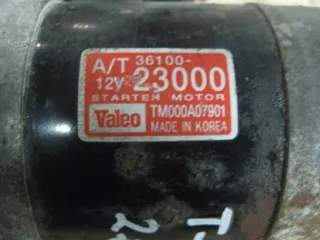 A/T 36100-
12V 23000
STARTER MOTOR
Valeo TM000A07901
MADE IN KOREA